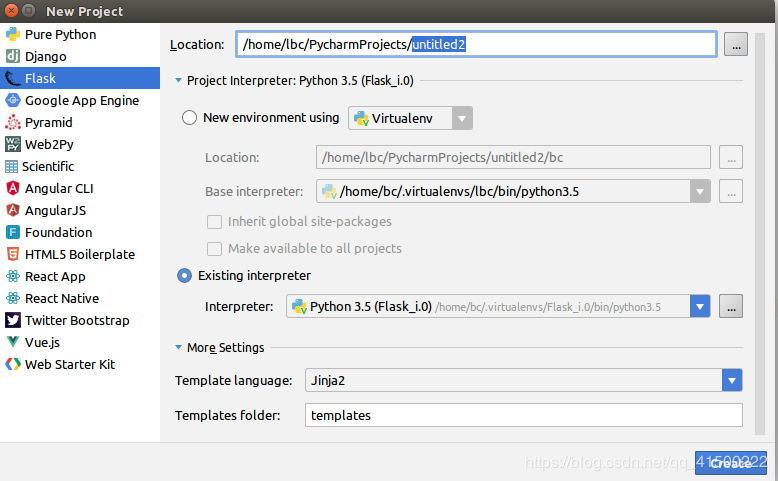 New Project
Pure Python
Django
Flask
Google App Engine
Pyramid
Web2Py
Scientific
Angular CLI
AngularJS
Foundation
HTML5 Boilerplate
React App
React Native
Twitter Bootstrap
Vue.js
Web Starter Kit
Location: /home/lbc/PycharmProjects/untitled2 ...
Project Interpreter: Python 3.5 (Flask_i.0)
New environment using Virtualenv
Location: /home/lbc/PycharmProjects/untitled2/bc ...
Base interpreter: /home/bc/.virtualenvs/lbc/bin/python3.5 ...
Inherit global site-packages
Make available to all projects
Existing interpreter
Interpreter: Python 3.5 (Flask_i.0) /home/bc/.virtualenvs/Flask_i.0/bin/python3.5 ...
More Settings
Template language: Jinja2
Templates folder: templates
Create
https://blog.csdn.net/qq_41500222